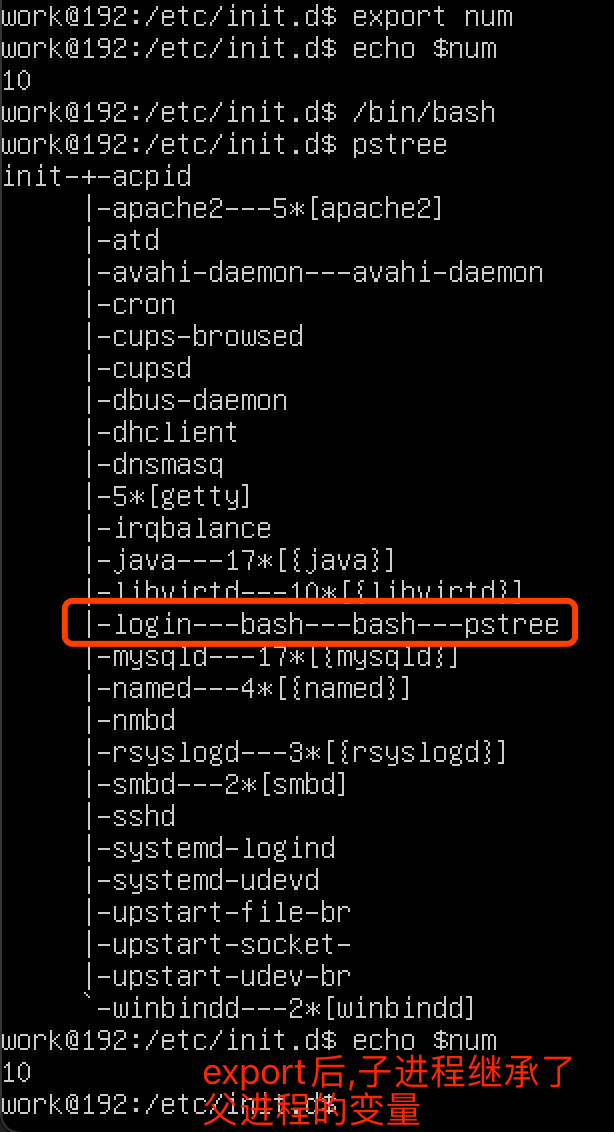 work@192:/etc/init.d$ export num
work@192:/etc/init.d$ echo $num
10
work@192:/etc/init.d$ /bin/bash
work@192:/etc/init.d$ pstree
init-+-acpid
     |-apache2---5*[apache2]
     |-atd
     |-avahi-daemon---avahi-daemon
     |-cron
     |-cups-browsed
     |-cupsd
     |-dbus-daemon
     |-dhclient
     |-dnsmasq
     |-5*[getty]
     |-irqbalance
     |-java---17*[{java}]
     |-libvirtd---10*[{libvirtd}]
     |-login---bash---bash---pstree
     |-mysqld---17*[{mysqld}]
     |-named---4*[{named}]
     |-nmbd
     |-rsyslogd---3*[{rsyslogd}]
     |-smbd---2*[smbd]
     |-sshd
     |-systemd-logind
     |-systemd-udevd
     |-upstart-file-br
     |-upstart-socket-
     |-upstart-udev-br
     `-winbindd---2*[winbindd]
work@192:/etc/init.d$ echo $num
10
work@192:/etc/init.d$
export后,子进程继承了
父进程的变量